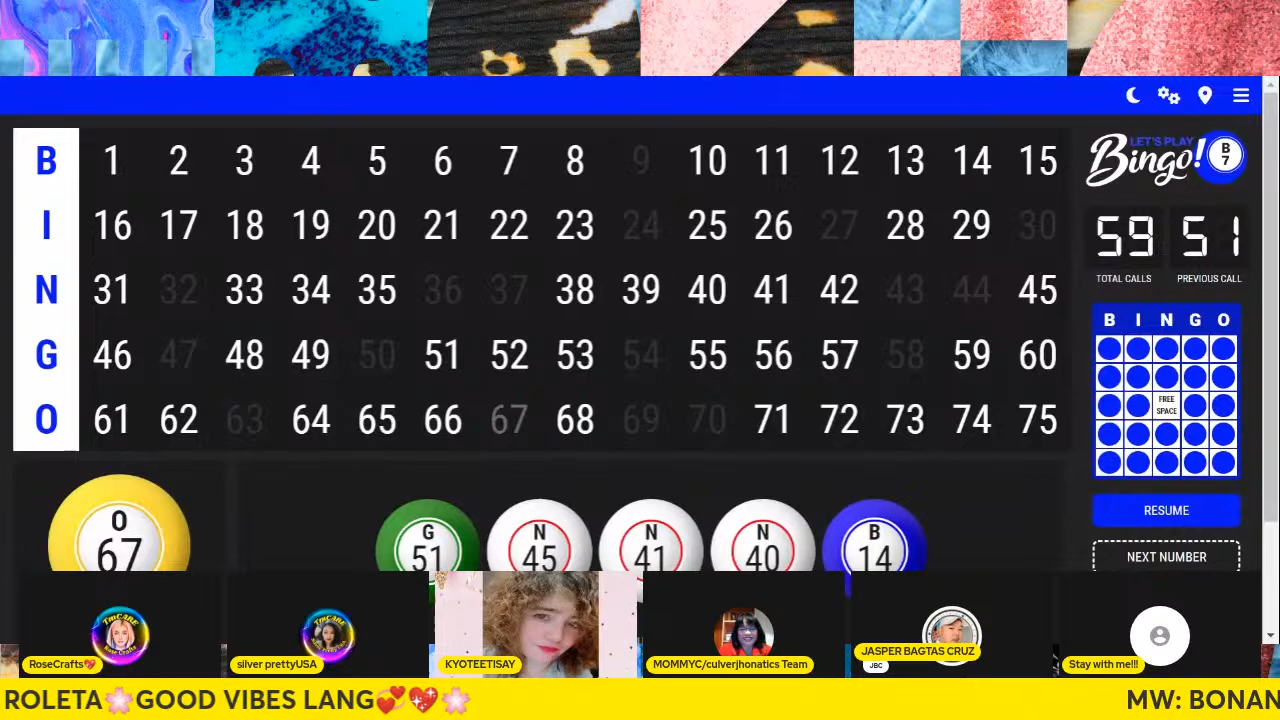 LET'S PLAY
Bingo!
B
7
B 1 2 3 4 5 6 7 8 9 10 11 12 13 14 15
I 16 17 18 19 20 21 22 23 24 25 26 27 28 29 30
N 31 32 33 34 35 36 37 38 39 40 41 42 43 44 45
G 46 47 48 49 50 51 52 53 54 55 56 57 58 59 60
O 61 62 63 64 65 66 67 68 69 70 71 72 73 74 75
59 51
TOTAL CALLS PREVIOUS CALL
B I N G O
FREE
SPACE
RESUME
NEXT NUMBER
O
67
G
51
N
45
N
41
N
40
B
14
TmCARE
Rose Crafts
TmCARE
RoseCrafts💖
silver prettyUSA
KYOTEETISAY
MOMMYC/culverjhonatics Team
JASPER BAGTAS CRUZ
JBC
Stay with me!!!
ROLETA🌸GOOD VIBES LANG💞💖🌸 MW: BONAN